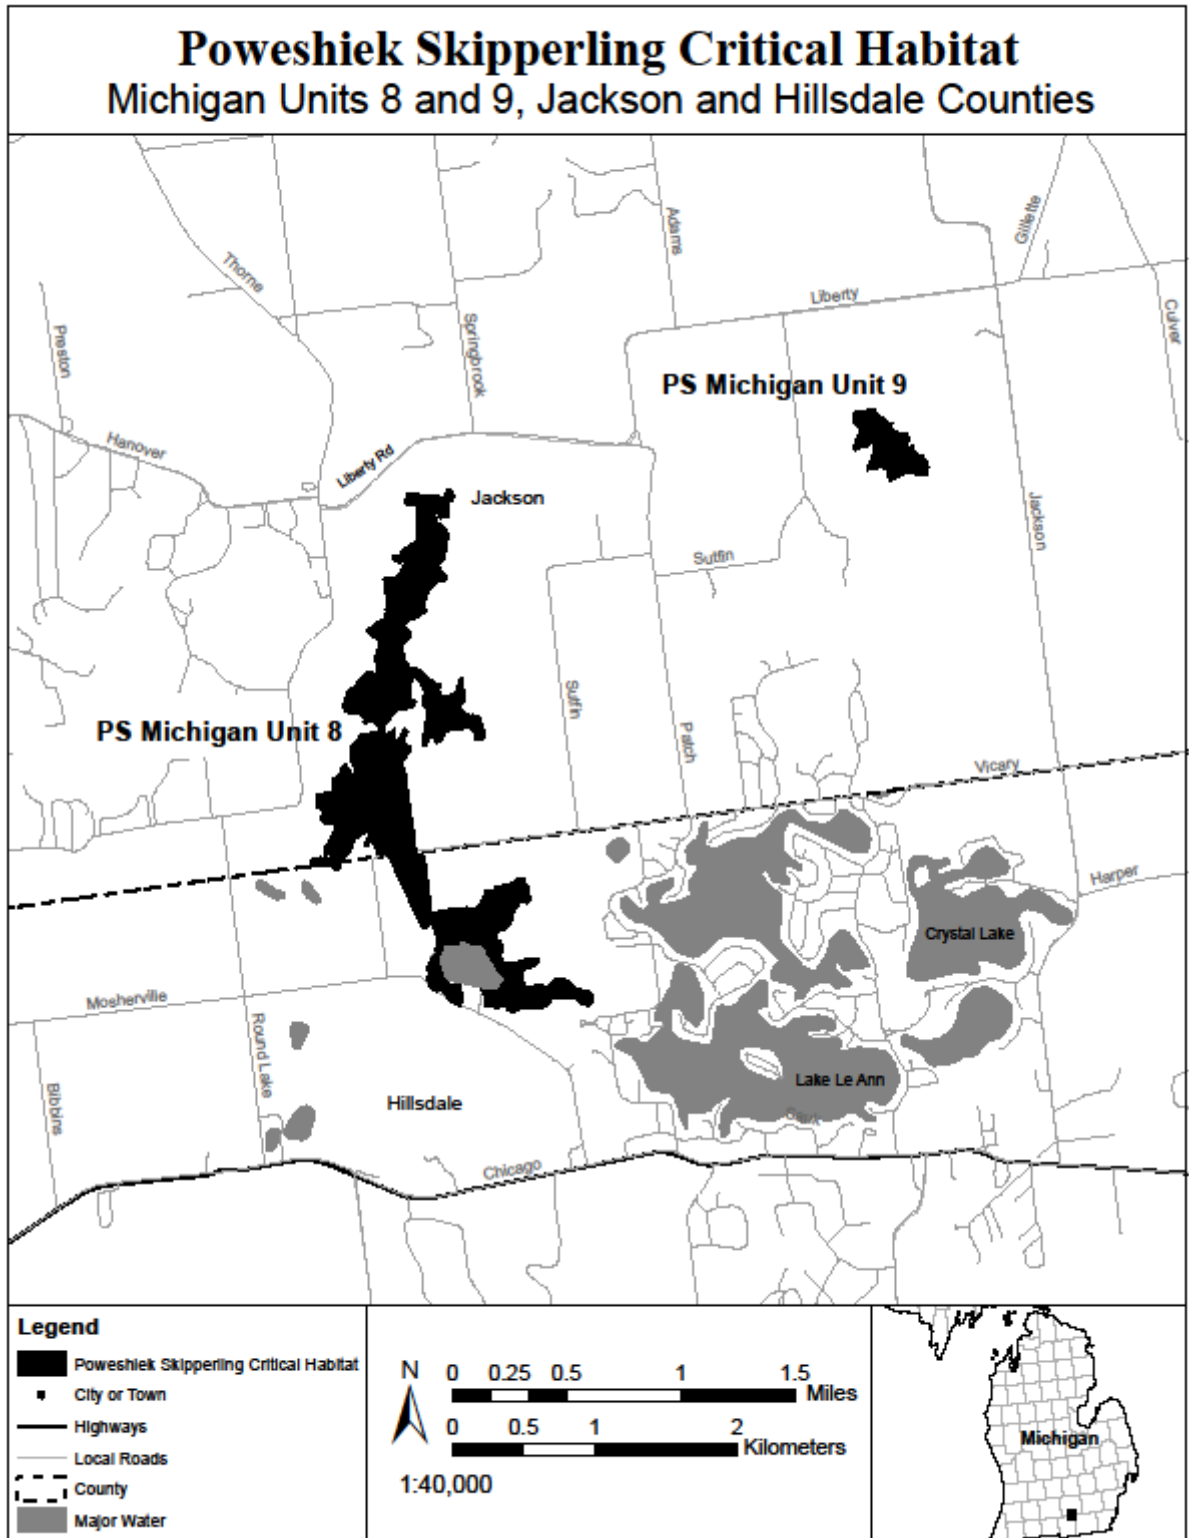 Poweshiek Skipperling Critical Habitat
Michigan Units 8 and 9, Jackson and Hillsdale Counties
Adams
Gillette
Thorne
Liberty
Culver
Springbrook
Preston
PS Michigan Unit 9
Hanover
Liberty Rd
Jackson
Jackson
Sutfin
Sutfin
PS Michigan Unit 8
Patch
Vicary
Harper
Crystal Lake
Mosherville
Round Lake
Bibbins
Lake Le Ann
Hillsdale
Chicago
Legend
Poweshiek Skipperling Critical Habitat
City or Town
Highways
Local Roads
County
Major Water
N
0 0.25 0.5 1 1.5
Miles
0 0.5 1 2
Kilometers
1:40,000
Michigan